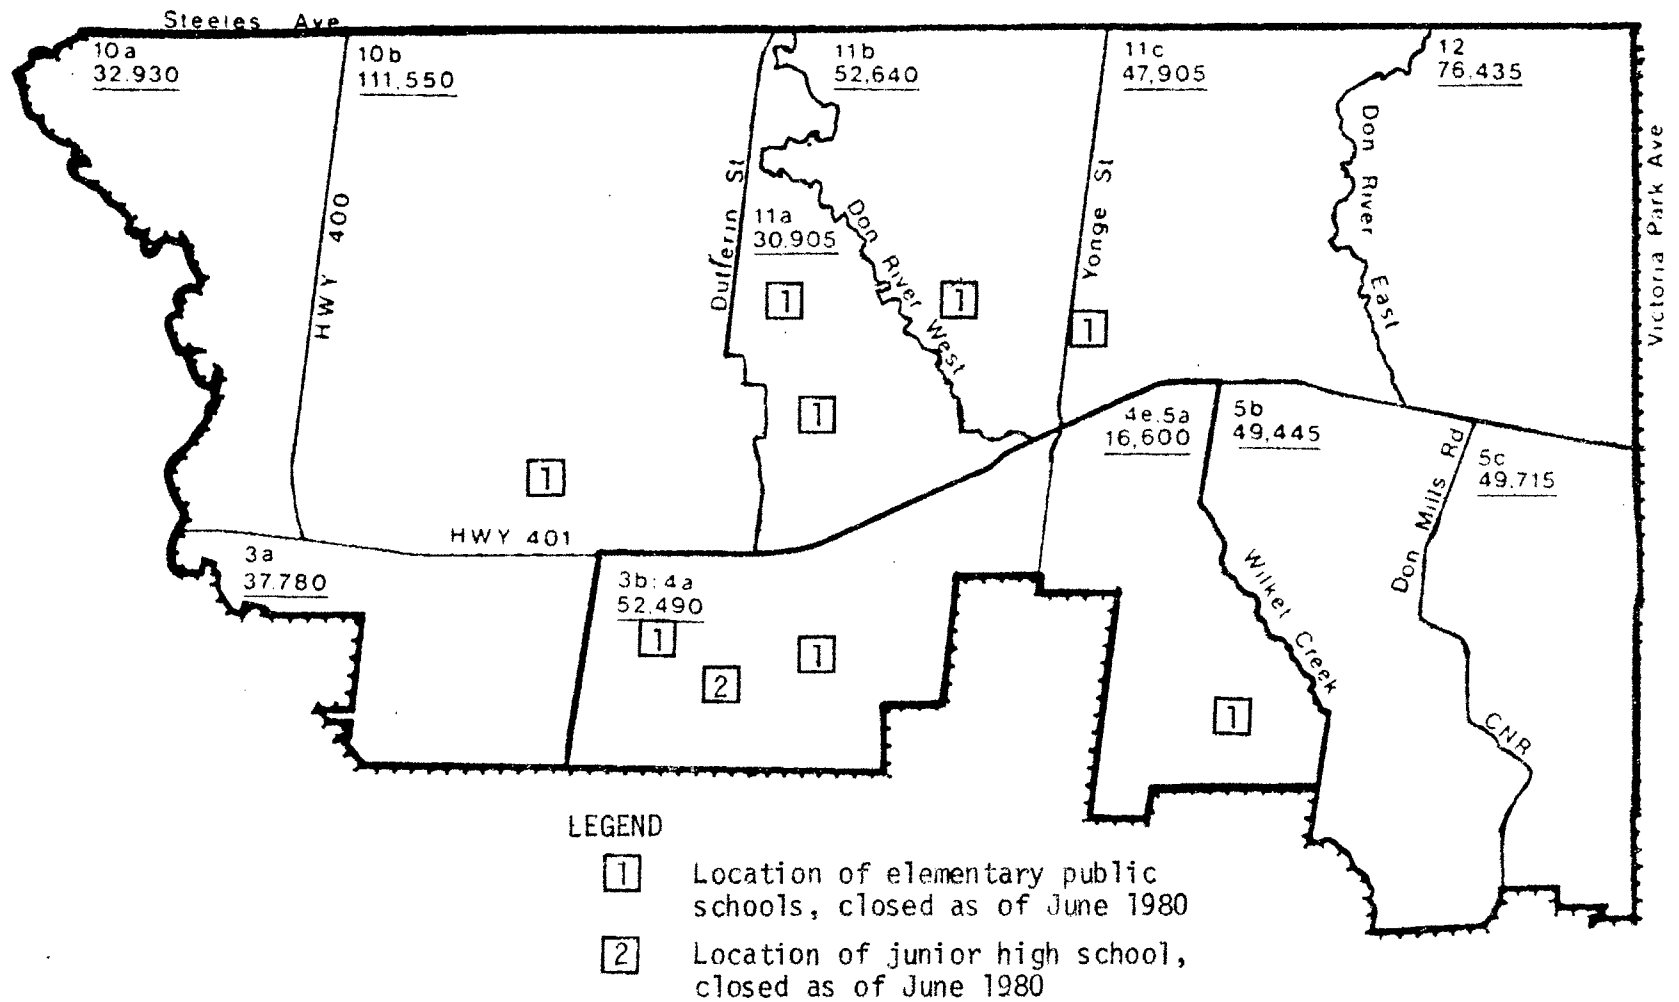 Steeles Ave
10a
32.930
10b
111.550
11b
52,640
11c
47,905
12
76,435
Victoria Park Ave
HWY 400
Dufferin St
11a
30.905
Don River West
Yonge St
Don River East
1
1
1
1
1
4e.5a
16,600
5b
49,445
5c
49.715
Don Mills Rd
HWY 401
3a
37.780
3b:4a
52,490
1
1
2
1
Wilket Creek
CNR
LEGEND
1 Location of elementary public
schools, closed as of June 1980
2 Location of junior high school,
closed as of June 1980